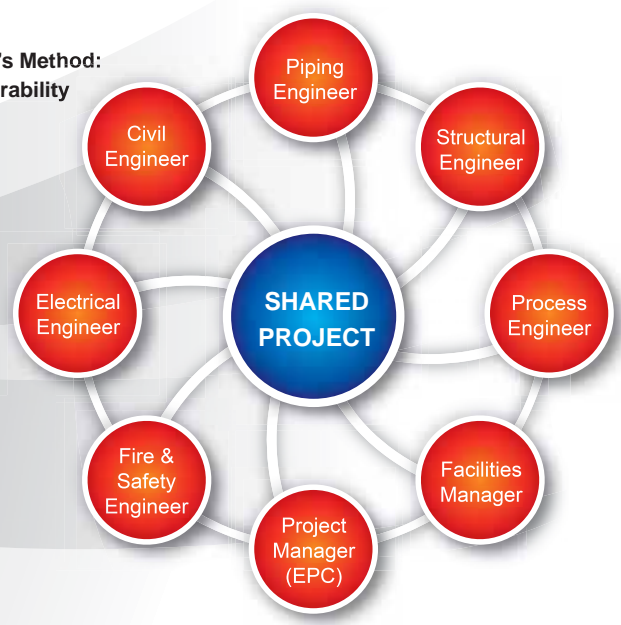 's Method:
rability
Piping
Engineer
Structural
Engineer
Process
Engineer
Facilities
Manager
Project
Manager
(EPC)
Fire &
Safety
Engineer
Electrical
Engineer
Civil
Engineer
SHARED
PROJECT